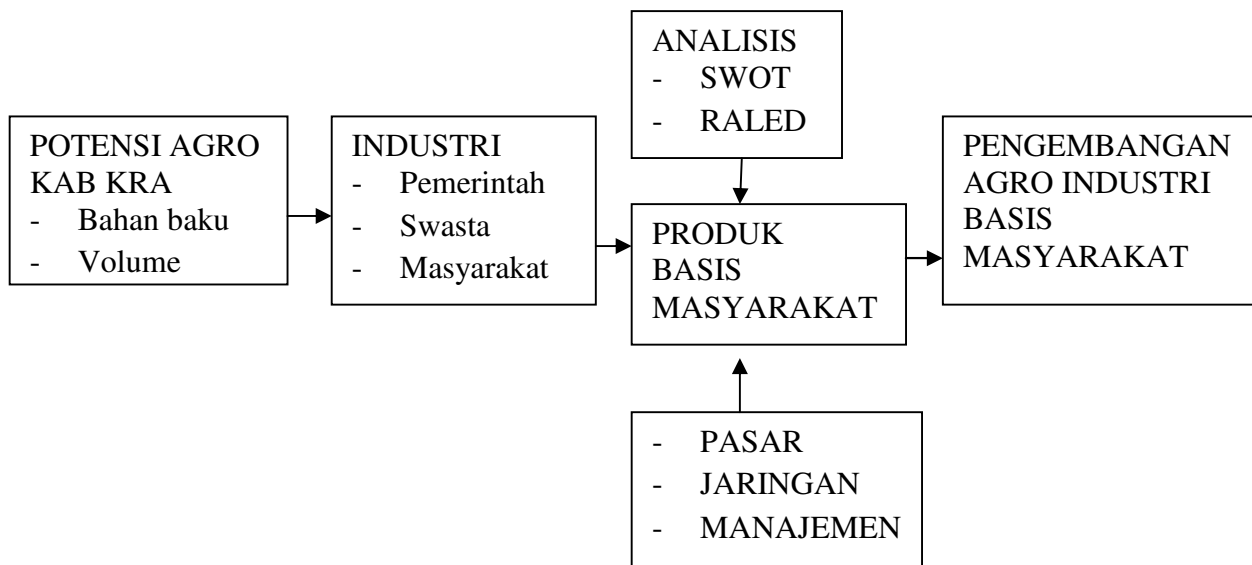 ANALISIS
- SWOT
- RALED
POTENSI AGRO
KAB KRA
- Bahan baku
- Volume
INDUSTRI
- Pemerintah
- Swasta
- Masyarakat
PRODUK
BASIS
MASYARAKAT
PENGEMBANGAN
AGRO INDUSTRI
BASIS
MASYARAKAT
- PASAR
- JARINGAN
- MANAJEMEN